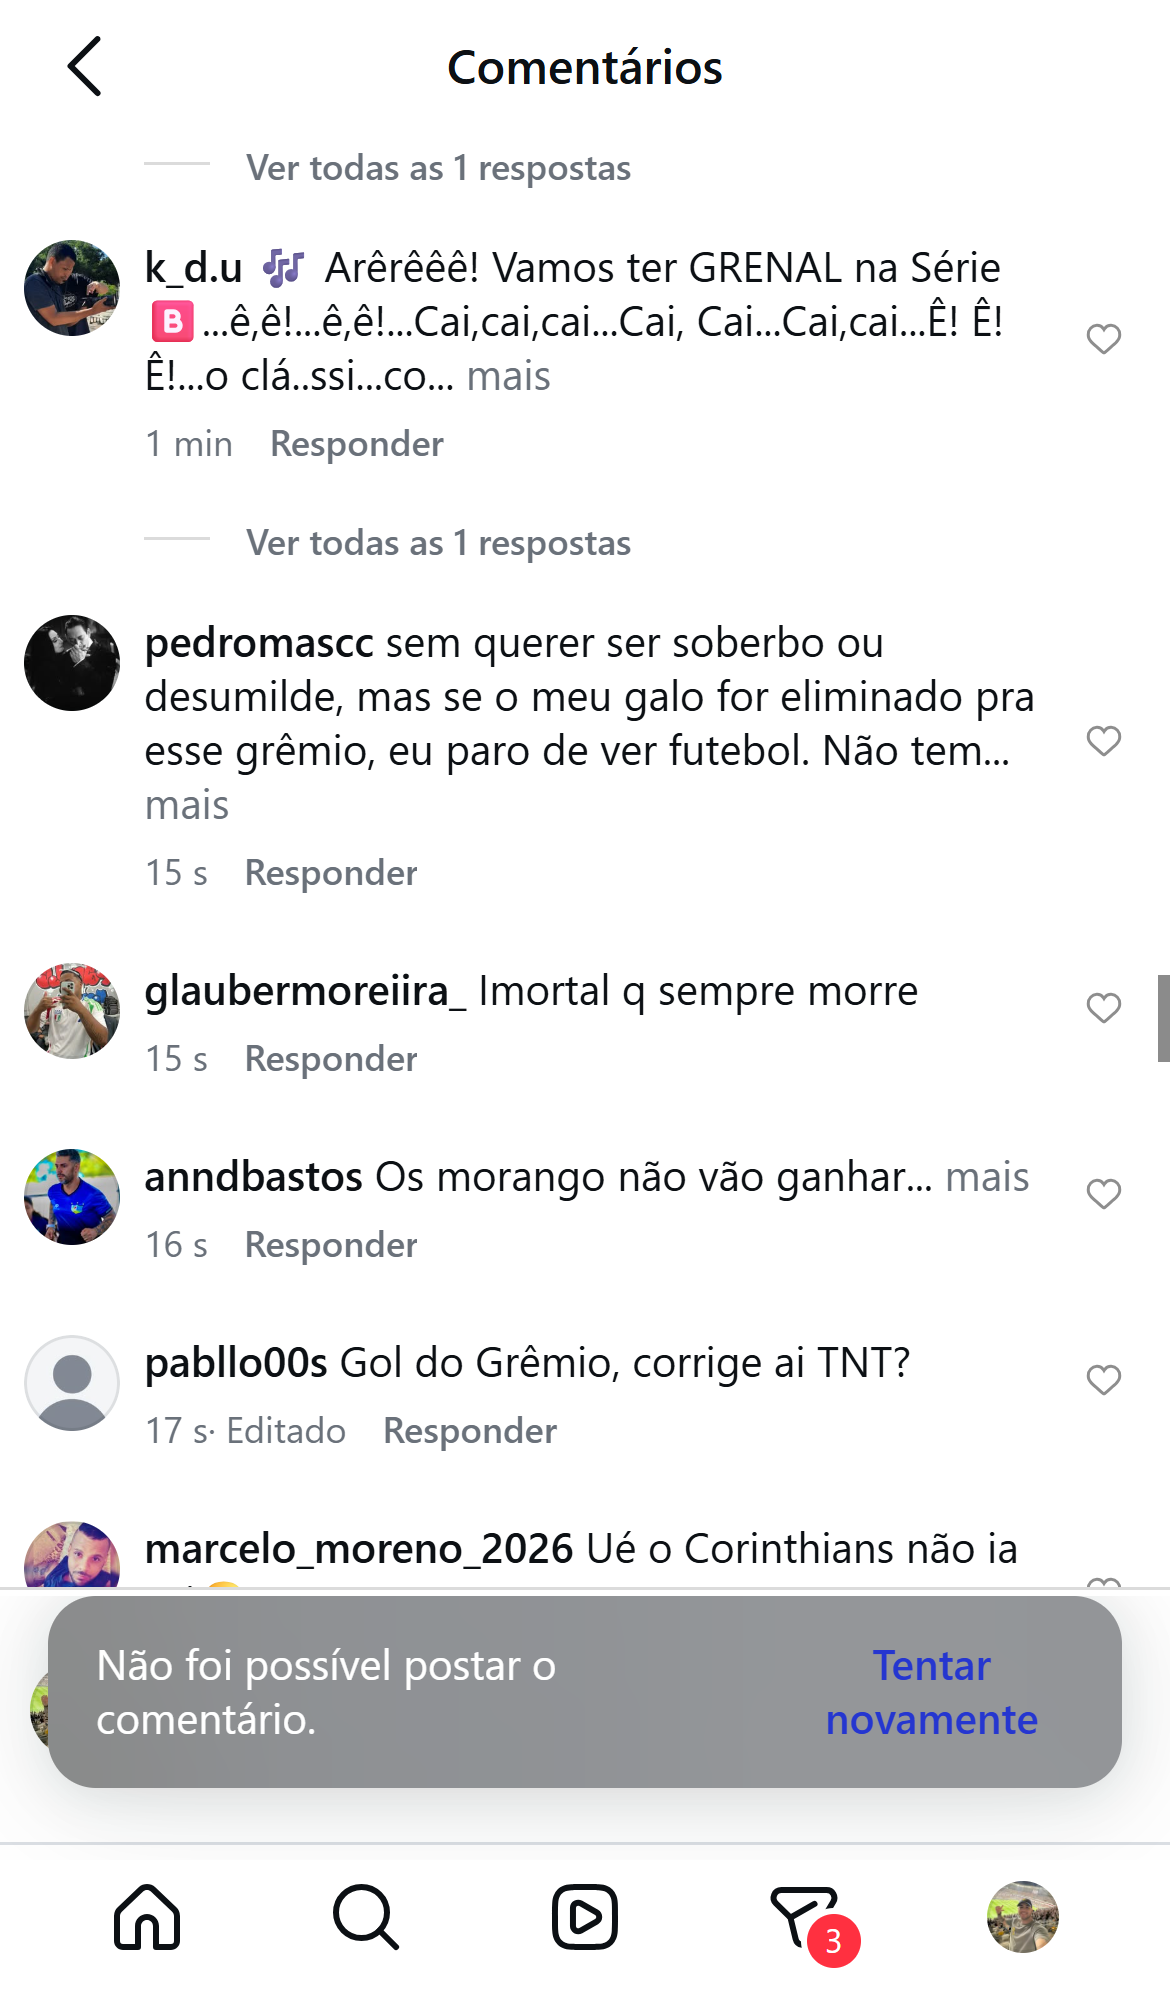 Comentários
Ver todas as 1 respostas
k_d.u 🎶 Arêrêêê! Vamos ter GRENAL na Série
🅱️...ê,ê!...ê,ê!...Cai,cai,cai...Cai, Cai...Cai,cai...Ê! Ê!
Ê!...o clá..ssi...co... mais
1 min Responder
Ver todas as 1 respostas
pedromascc sem querer ser soberbo ou
desumilde, mas se o meu galo for eliminado pra
esse grêmio, eu paro de ver futebol. Não tem...
mais
15 s Responder
glaubermoreiira_ Imortal q sempre morre
15 s Responder
anndbastos Os morango não vão ganhar... mais
16 s Responder
pabllo00s Gol do Grêmio, corrige ai TNT?
17 s· Editado Responder
marcelo_moreno_2026 Ué o Corinthians não ia
Não foi possível postar o
comentário.
Tentar
novamente
3